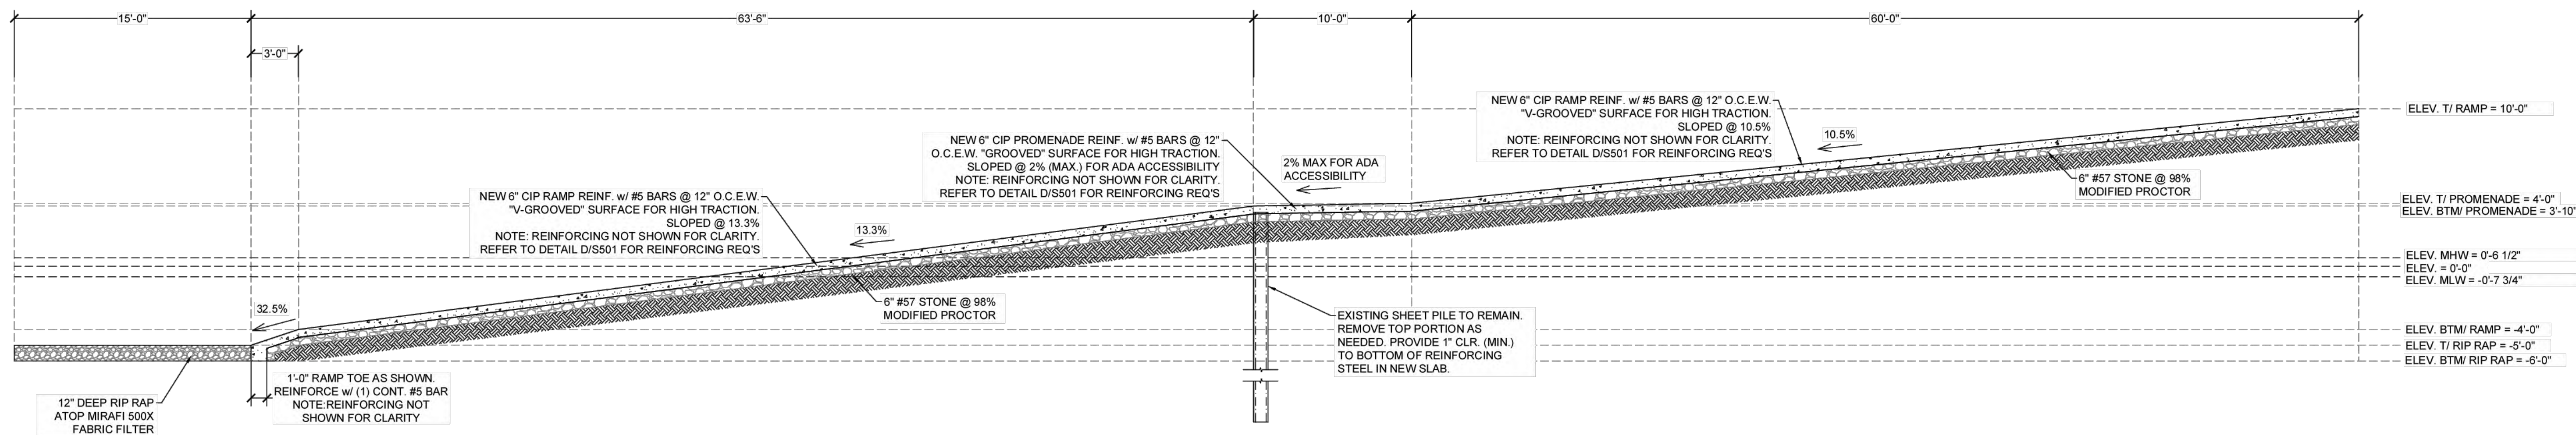 15'-0"
63'-6"
10'-0"
60'-0"
3'-0"
NEW 6" CIP RAMP REINF. w/ #5 BARS @ 12" O.C.E.W.
"V-GROOVED" SURFACE FOR HIGH TRACTION.
SLOPED @ 10.5%
NOTE: REINFORCING NOT SHOWN FOR CLARITY.
REFER TO DETAIL D/S501 FOR REINFORCING REQ'S
10.5%
ELEV. T/ RAMP = 10'-0"
NEW 6" CIP PROMENADE REINF. w/ #5 BARS @ 12"
O.C.E.W. "GROOVED" SURFACE FOR HIGH TRACTION.
SLOPED @ 2% (MAX.) FOR ADA ACCESSIBILITY
NOTE: REINFORCING NOT SHOWN FOR CLARITY.
REFER TO DETAIL D/S501 FOR REINFORCING REQ'S
2% MAX FOR ADA
ACCESSIBILITY
6" #57 STONE @ 98%
MODIFIED PROCTOR
NEW 6" CIP RAMP REINF. w/ #5 BARS @ 12" O.C.E.W.
"V-GROOVED" SURFACE FOR HIGH TRACTION.
SLOPED @ 13.3%
NOTE: REINFORCING NOT SHOWN FOR CLARITY.
REFER TO DETAIL D/S501 FOR REINFORCING REQ'S
13.3%
ELEV. T/ PROMENADE = 4'-0"
ELEV. BTM/ PROMENADE = 3'-10"
ELEV. MHW = 0'-6 1/2"
ELEV. = 0'-0"
ELEV. MLW = -0'-7 3/4"
32.5%
6" #57 STONE @ 98%
MODIFIED PROCTOR
EXISTING SHEET PILE TO REMAIN.
REMOVE TOP PORTION AS
NEEDED. PROVIDE 1" CLR. (MIN.)
TO BOTTOM OF REINFORCING
STEEL IN NEW SLAB.
ELEV. BTM/ RAMP = -4'-0"
ELEV. T/ RIP RAP = -5'-0"
ELEV. BTM/ RIP RAP = -6'-0"
1'-0" RAMP TOE AS SHOWN.
REINFORCE w/ (1) CONT. #5 BAR
NOTE:REINFORCING NOT
SHOWN FOR CLARITY
12" DEEP RIP RAP
ATOP MIRAFI 500X
FABRIC FILTER